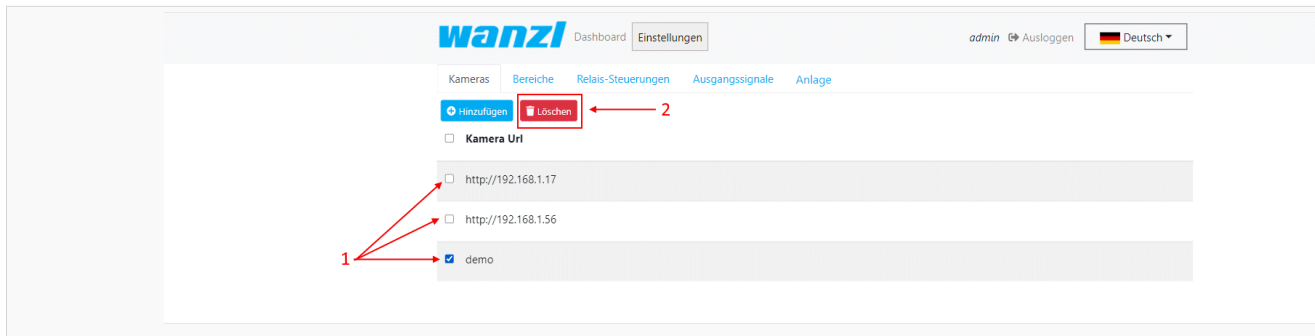 wanzl Dashboard Einstellungen admin Ausloggen Deutsch
Kameras Bereiche Relais-Steuerungen Ausgangssignale Anlage
Hinzufügen Löschen 2
Kamera Url
http://192.168.1.17
http://192.168.1.56
1 demo